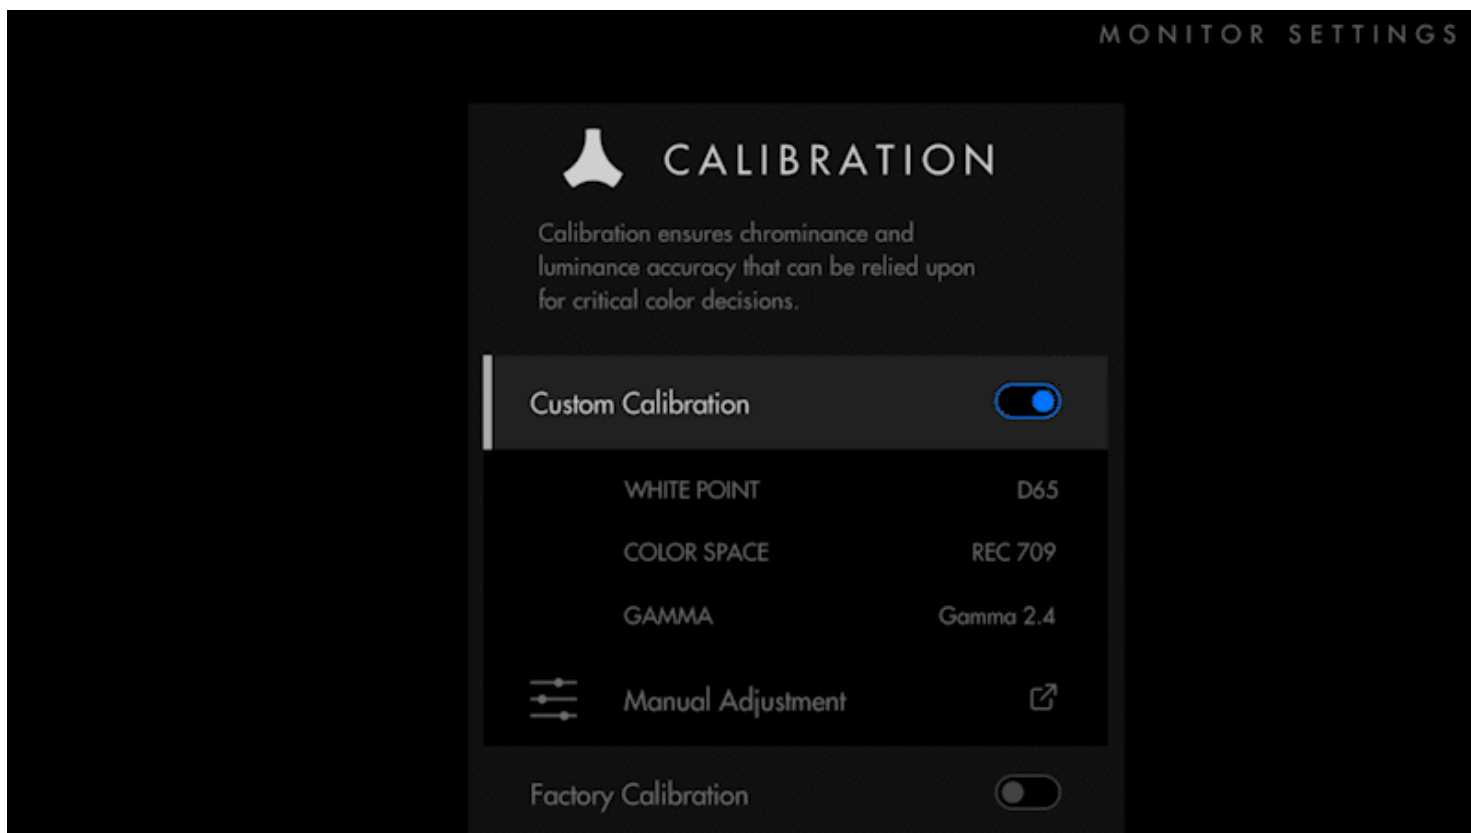 MONITOR SETTINGS
CALIBRATION
Calibration ensures chrominance and
luminance accuracy that can be relied upon
for critical color decisions.
Custom Calibration
WHITE POINT D65
COLOR SPACE REC 709
GAMMA Gamma 2.4
Manual Adjustment
Factory Calibration